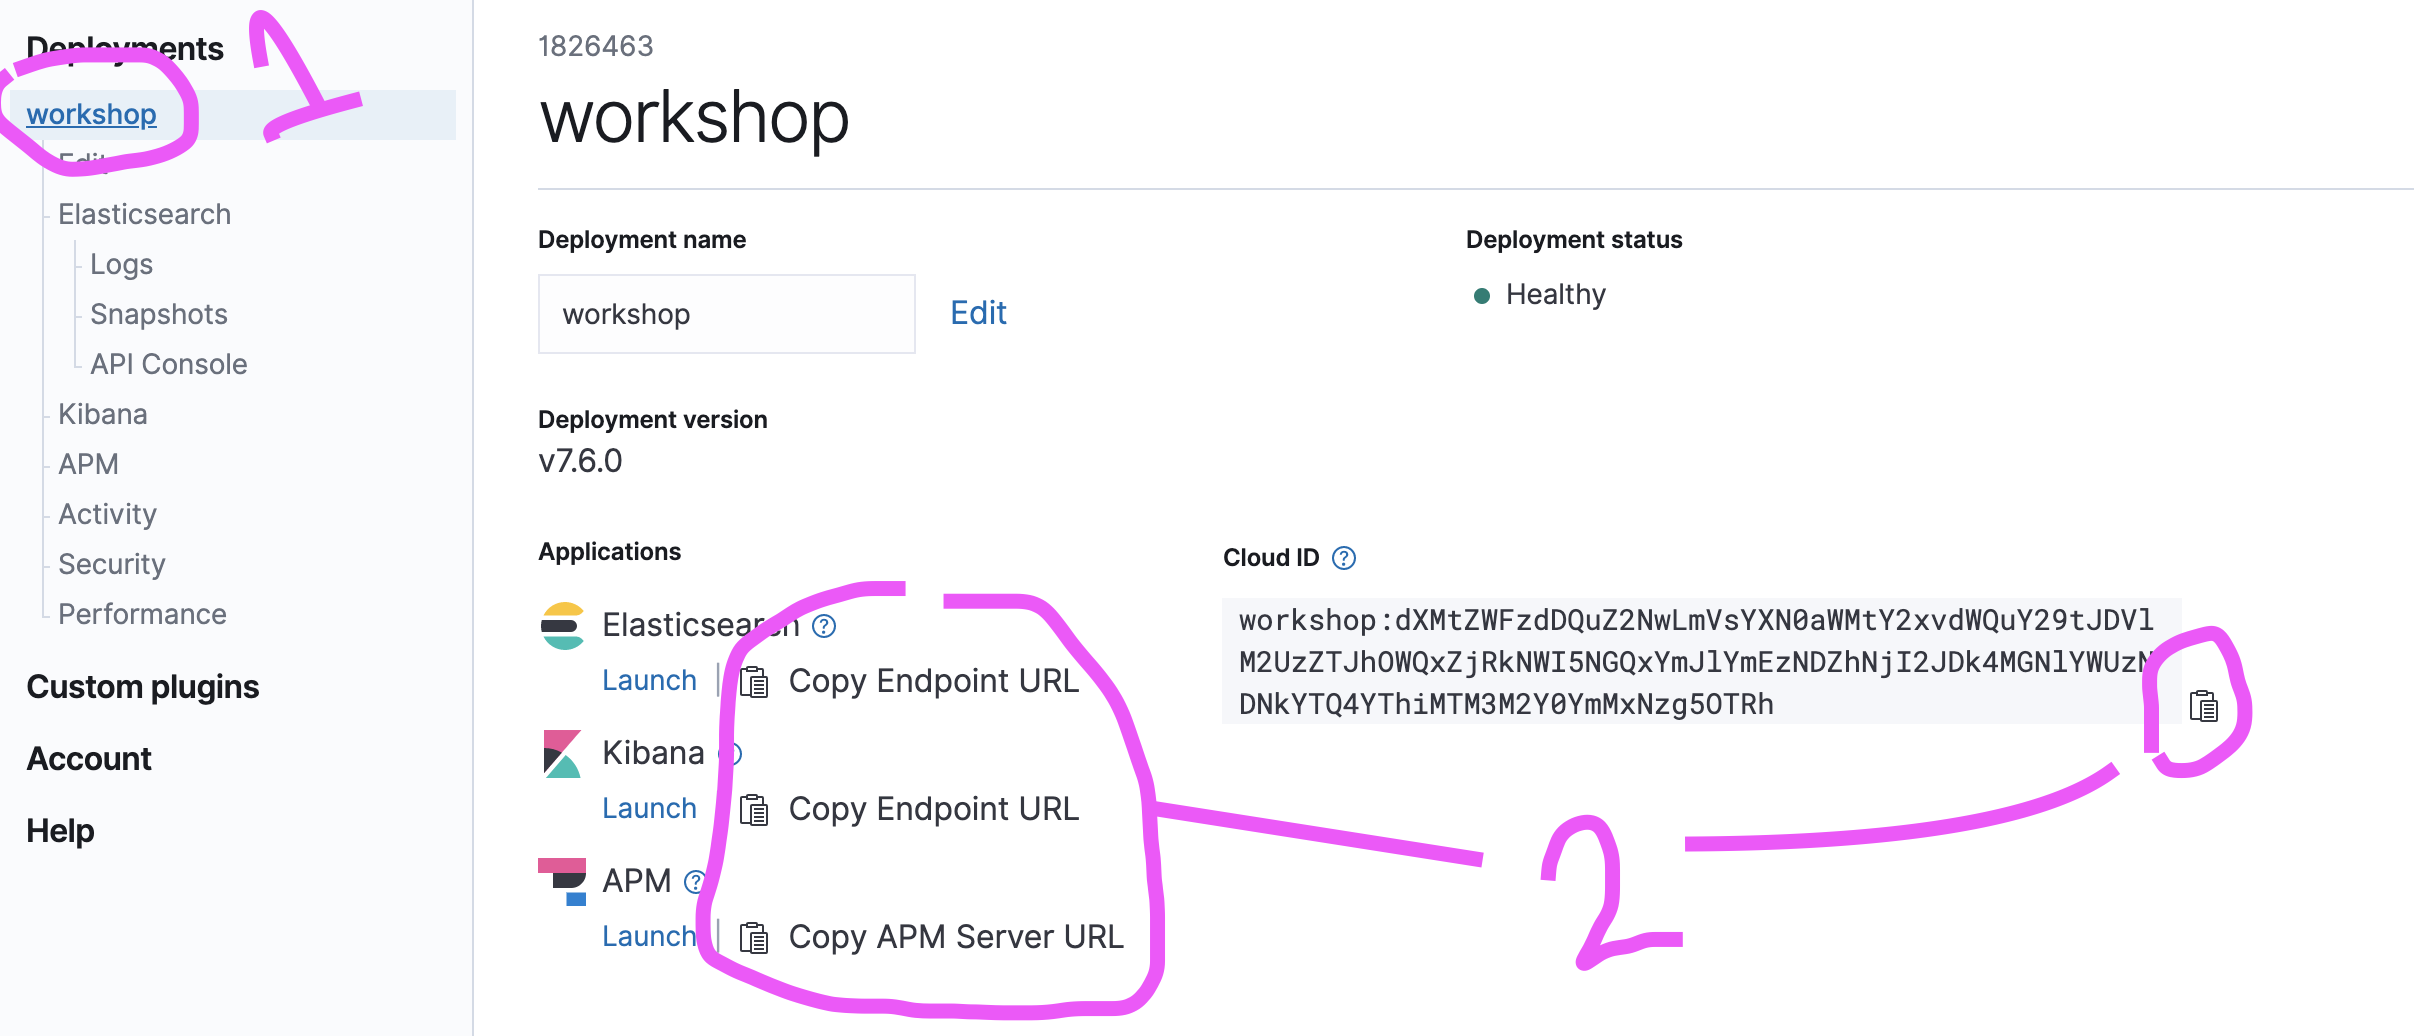 Deployments
1
workshop
Edit
Elasticsearch
Logs
Snapshots
API Console
Kibana
APM
Activity
Security
Performance
Custom plugins
Account
Help
1826463
workshop
Deployment name
workshop
Edit
Deployment status
Healthy
Deployment version
v7.6.0
Applications
Elasticsearch
Launch
Copy Endpoint URL
Kibana
Launch
Copy Endpoint URL
APM
Launch
Copy APM Server URL
Cloud ID
workshop:dXMtZWFzdDQuZ2NwLmVsYXN0aWMtY2xvdWQuY29tJDVl
M2UzZTJhOWQxZjRkNWI5NGQxYmJlYmEzNDZhNjI2JDk4MGNlYWUzN
DNkYTQ4YThiMTM3M2Y0YmMxNzg5OTRh
2